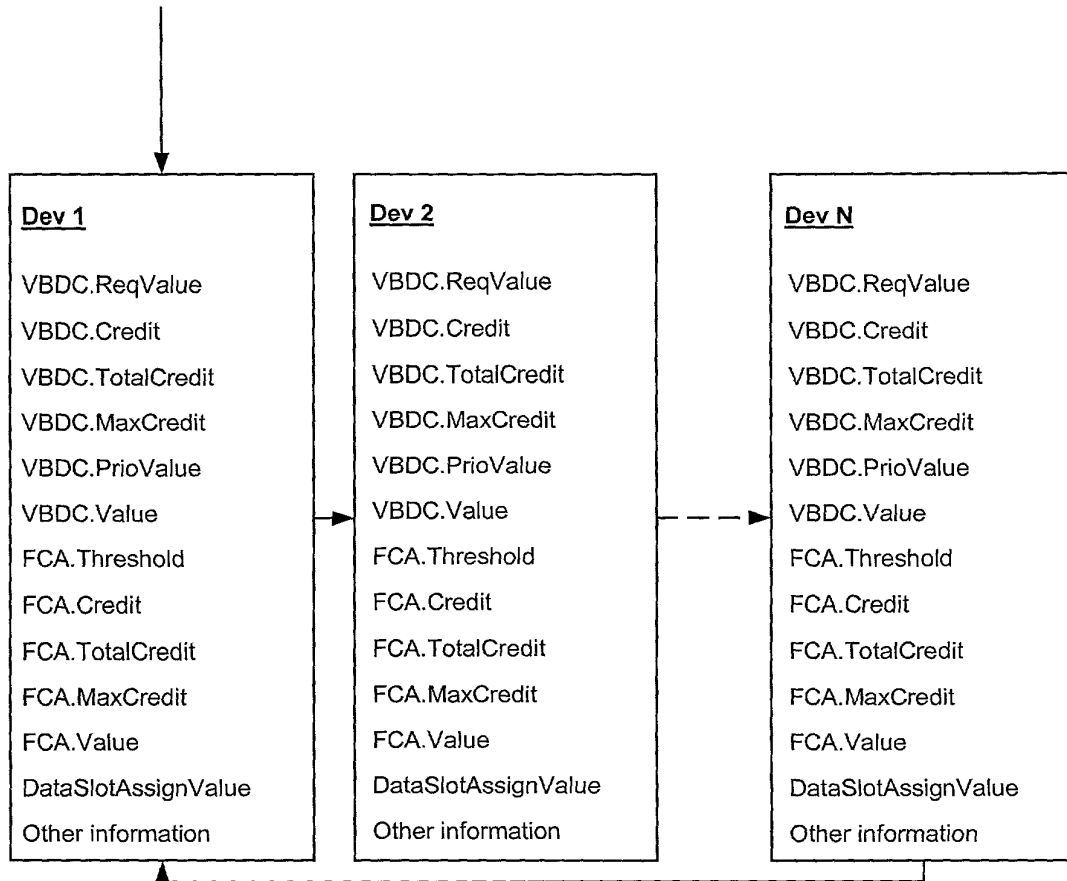 Dev 1
VBDC.ReqValue
VBDC.Credit
VBDC.TotalCredit
VBDC.MaxCredit
VBDC.PrioValue
VBDC.Value
FCA.Threshold
FCA.Credit
FCA.TotalCredit
FCA.MaxCredit
FCA.Value
DataSlotAssignValue
Other information
Dev 2
VBDC.ReqValue
VBDC.Credit
VBDC.TotalCredit
VBDC.MaxCredit
VBDC.PrioValue
VBDC.Value
FCA.Threshold
FCA.Credit
FCA.TotalCredit
FCA.MaxCredit
FCA.Value
DataSlotAssignValue
Other information
Dev N
VBDC.ReqValue
VBDC.Credit
VBDC.TotalCredit
VBDC.MaxCredit
VBDC.PrioValue
VBDC.Value
FCA.Threshold
FCA.Credit
FCA.TotalCredit
FCA.MaxCredit
FCA.Value
DataSlotAssignValue
Other information